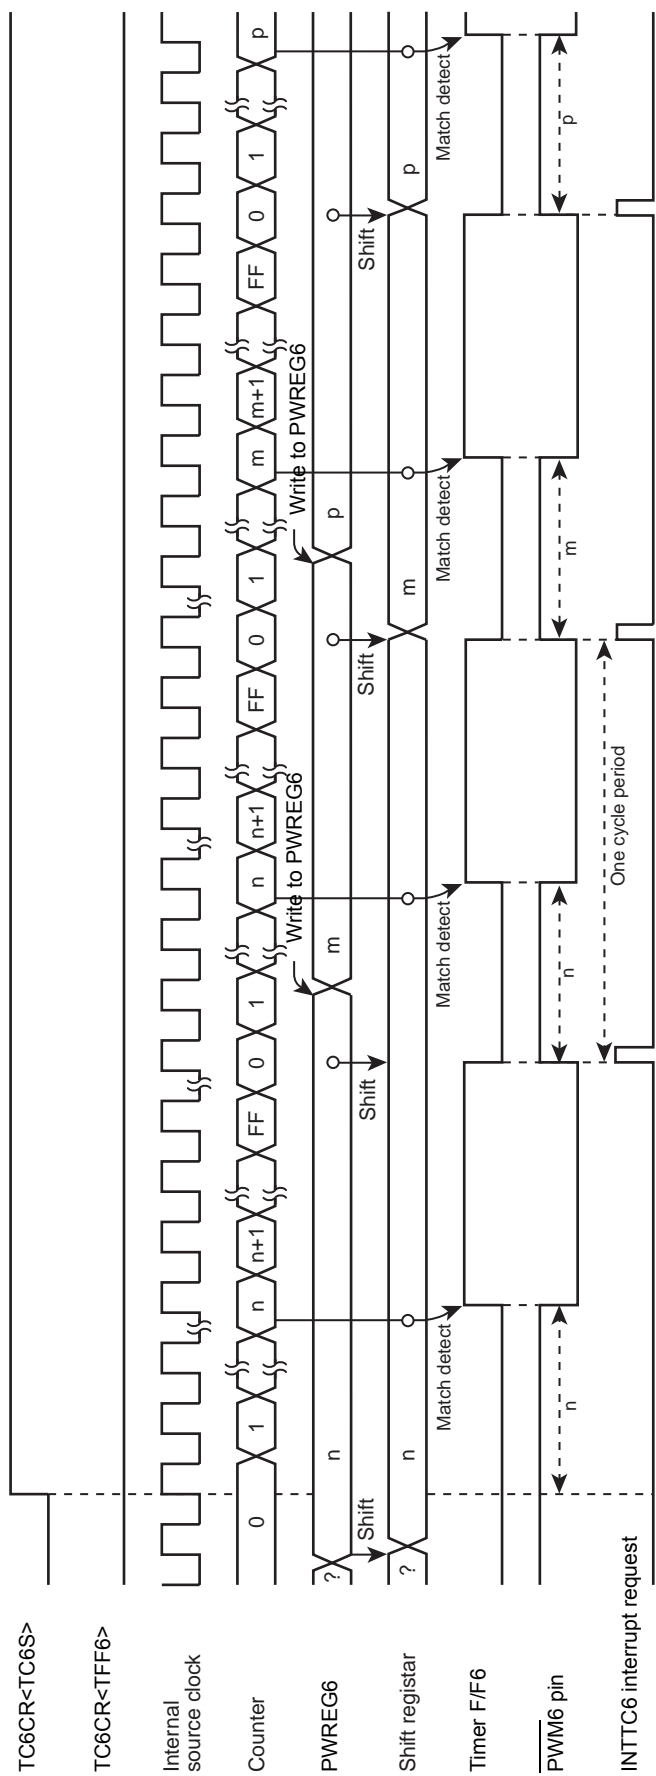 TC6CR<TC6S>
TC6CR<TFF6>
Internal
source clock
Counter 0 1 n n+1 FF 0 1 n n+1 FF 0 1 m m+1 FF 0 1 p
Write to PWREG6 Write to PWREG6
PWREG6 ? n m p
Shift Shift Shift Shift
Shift registar ? n m p
Match detect Match detect Match detect Match detect
Timer F/F6
PWM6 pin n n m p
One cycle period
INTTC6 interrupt request